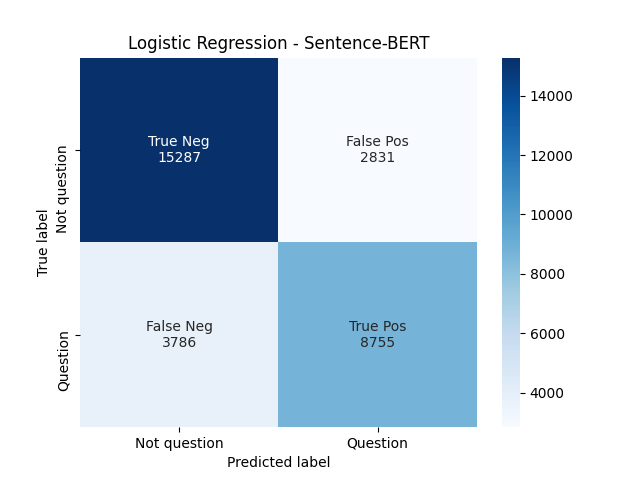 Logistic Regression - Sentence-BERT
True label
Not question
Question
True Neg
15287
False Pos
2831
False Neg
3786
True Pos
8755
Not question
Question
Predicted label
14000
12000
10000
8000
6000
4000